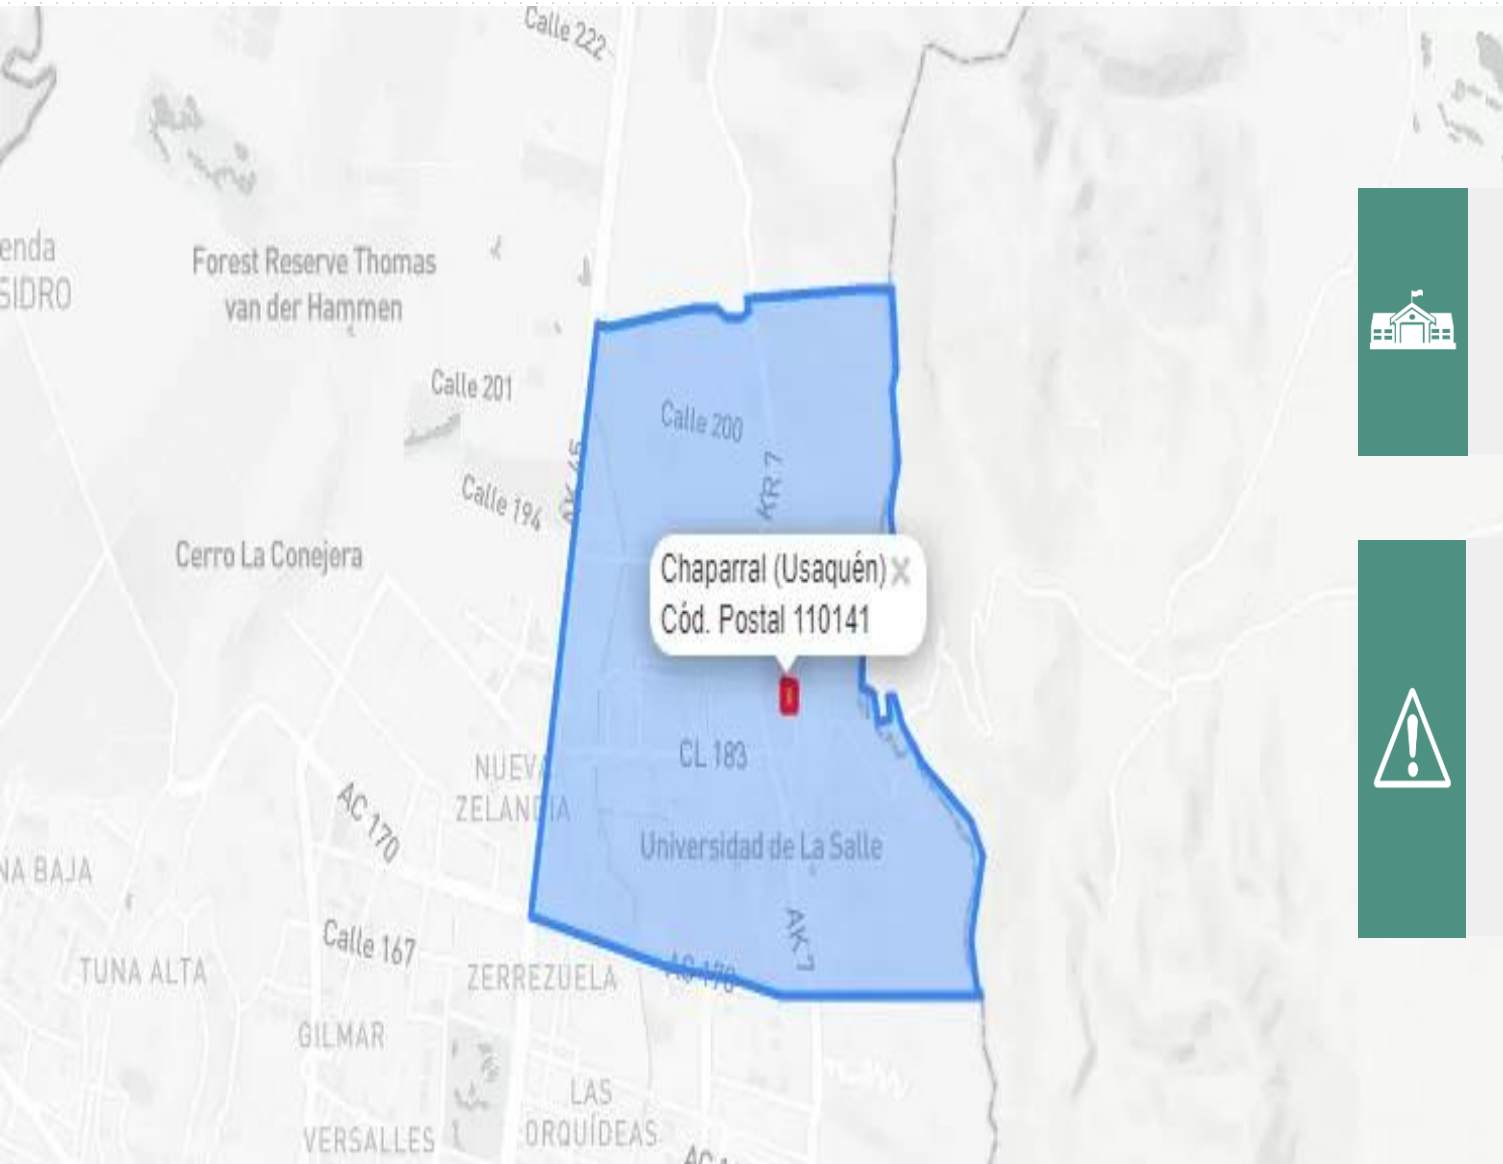 Calle 222
enda
SIDRO
Forest Reserve Thomas
van der Hammen
Calle 201
Calle 200
AK 45
KR 7
Calle 194
Cerro La Conejera
Chaparral (Usaquén) ×
Cód. Postal 110141
CL 183
NUEVA
ZELANDIA
AC 170
Universidad de La Salle
NA BAJA
AK 7
Calle 167
TUNA ALTA
ZERREZUELA
AC 170
GILMAR
LAS
ORQUÍDEAS
VERSALLES